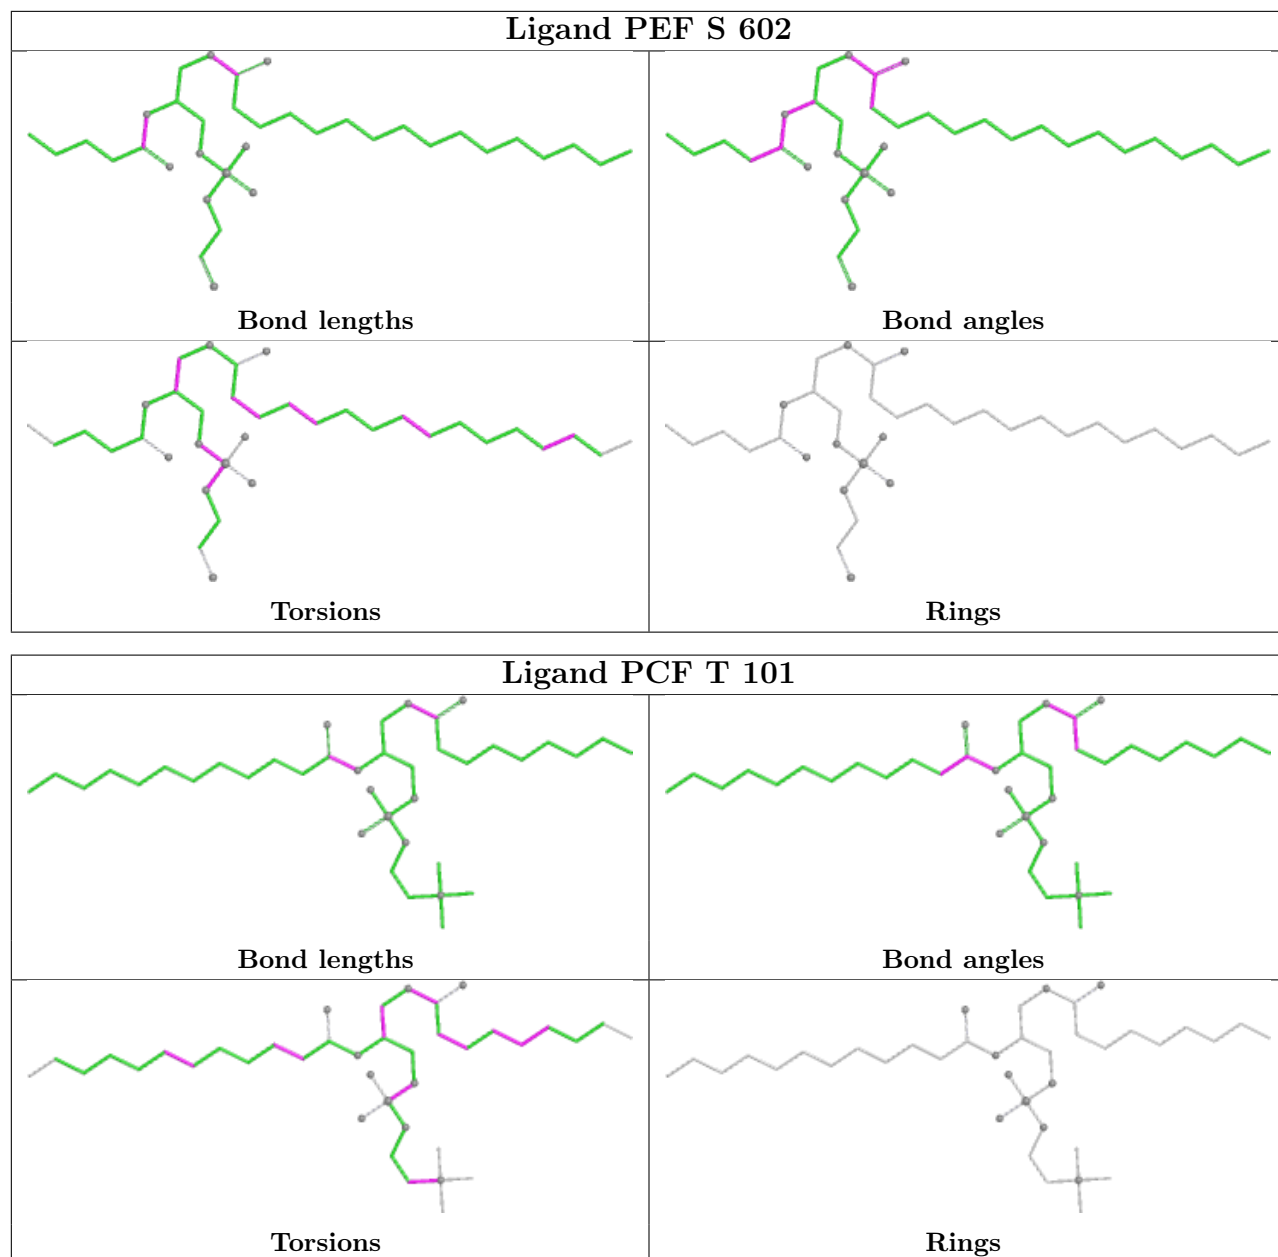 Ligand PEF S 602
Bond lengths
Bond angles
Torsions
Rings
Ligand PCF T 101
Bond lengths
Bond angles
Torsions
Rings